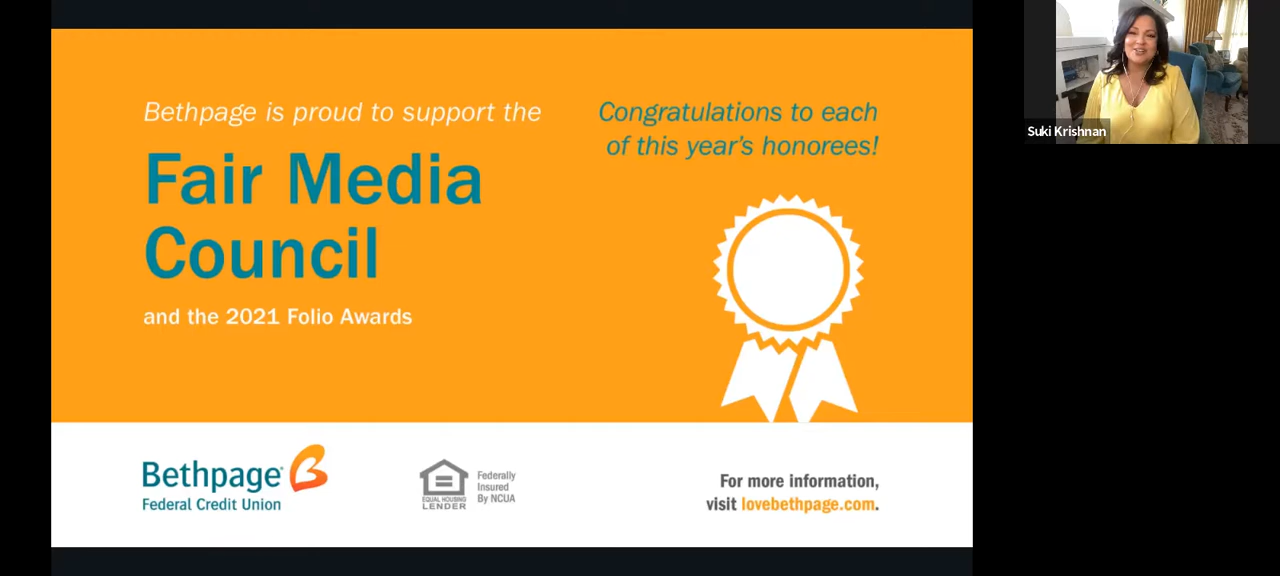 Bethpage is proud to support the
Fair Media
Council
and the 2021 Folio Awards
Congratulations to each
of this year's honorees!
Bethpage®
Federal Credit Union
EQUAL HOUSING
LENDER
Federally
Insured
By NCUA
For more information,
visit lovebethpage.com.
Suki Krishnan